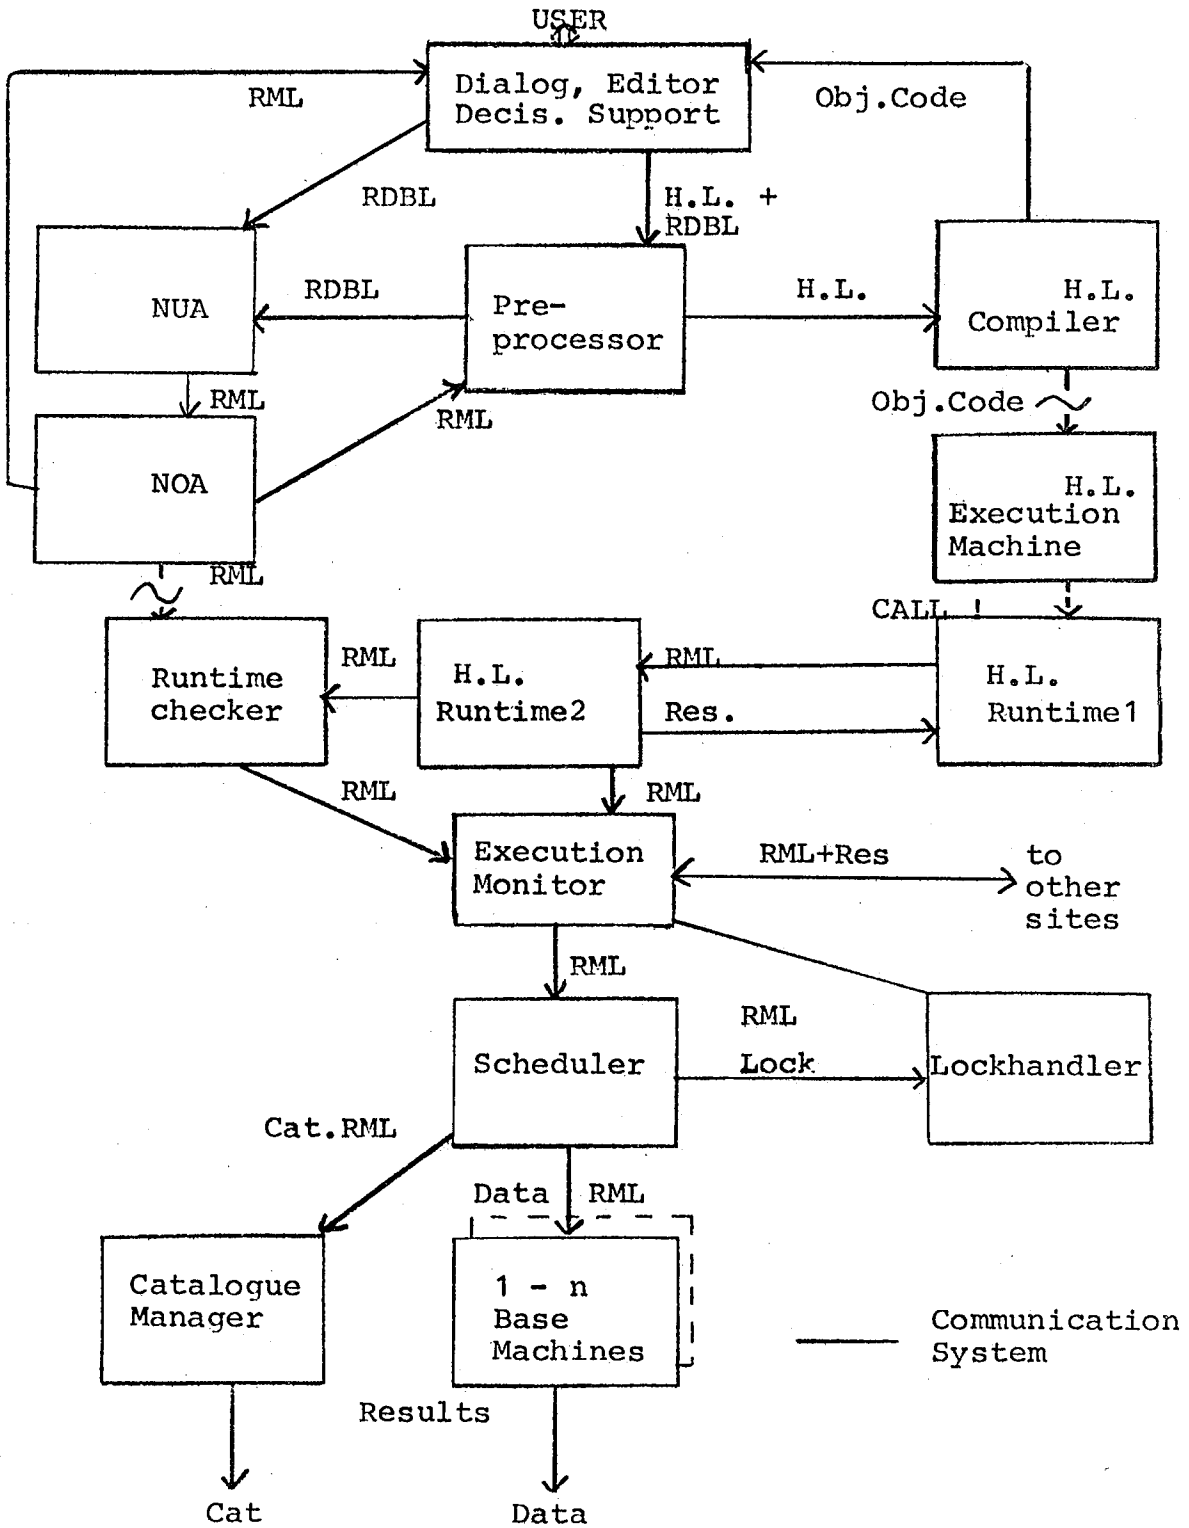 USER
Dialog, Editor
Decis. Support
RML
Obj.Code
RDBL
H.L. +
RDBL
NUA
RDBL
Pre-
processor
H.L.
H.L.
Compiler
RML
RML
Obj.Code
NOA
H.L.
Execution
Machine
RML
CALL !
Runtime
checker
RML
H.L.
Runtime2
RML
Res.
H.L.
Runtime1
RML
RML
Execution
Monitor
RML+Res
to
other
sites
RML
Scheduler
RML
Lock
Lockhandler
Cat.RML
Data
RML
Catalogue
Manager
1 - n
Base
Machines
Communication
System
Results
Cat
Data